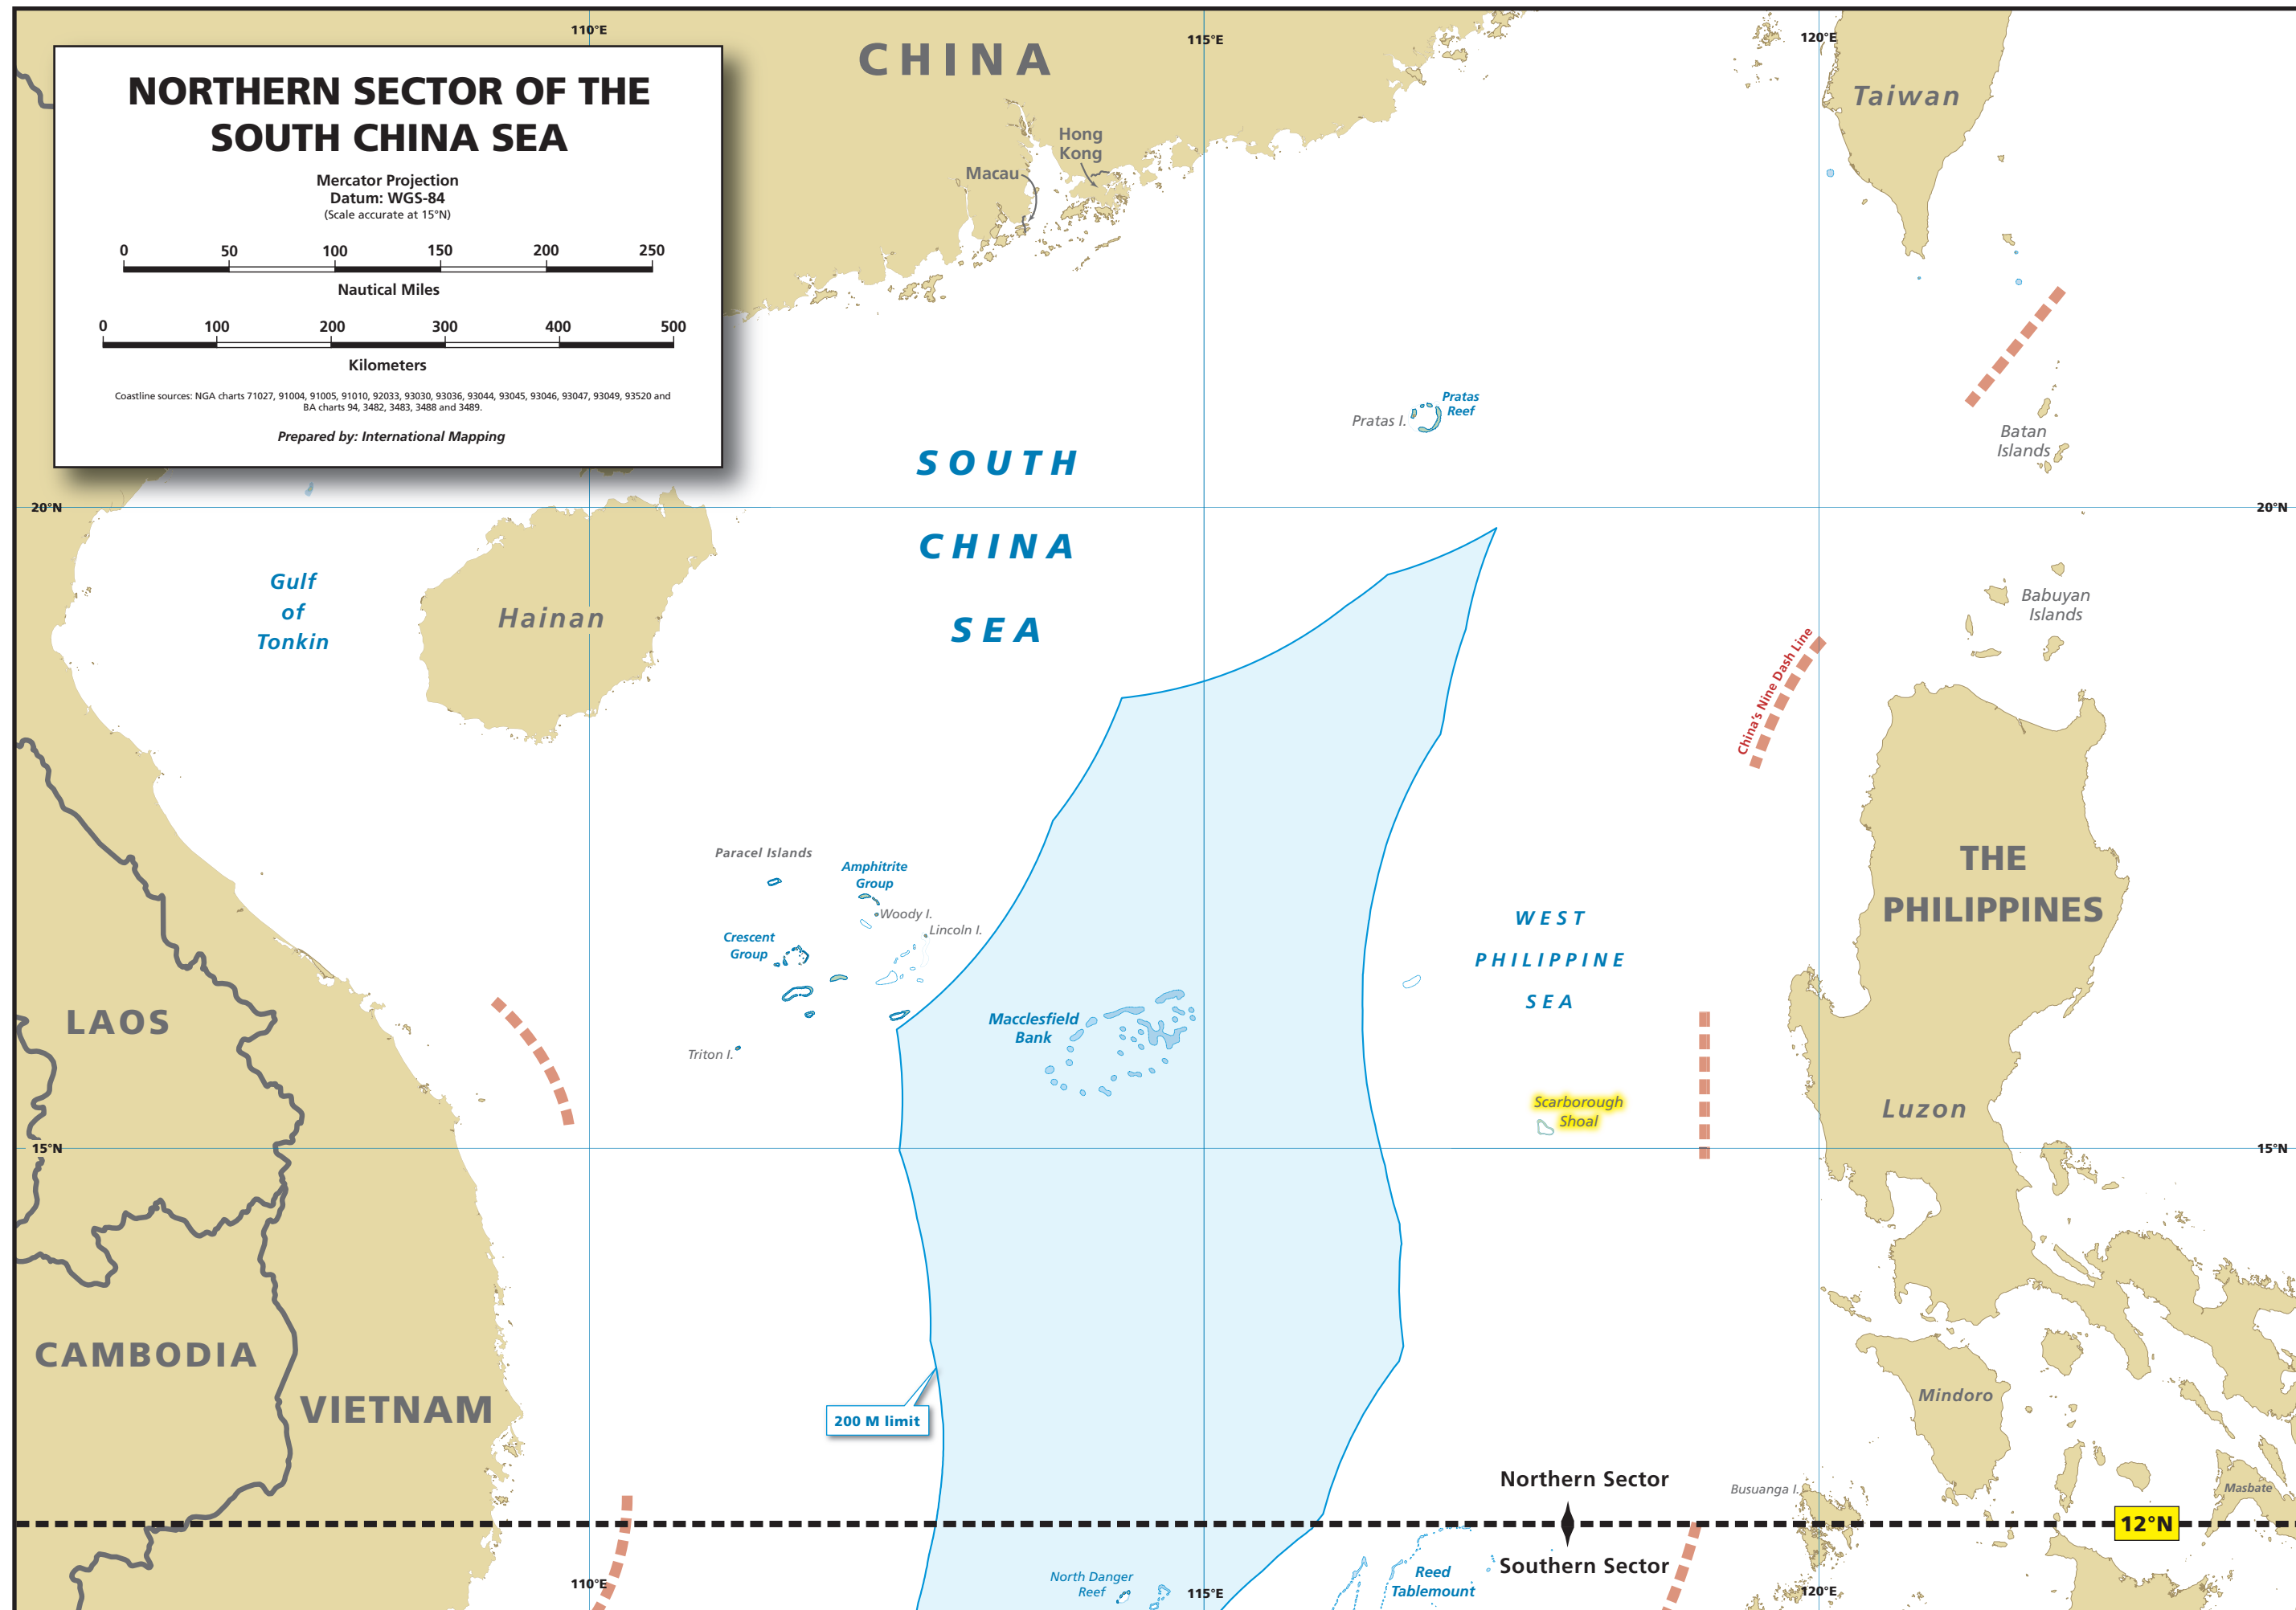 110°E
115°E
120°E
CHINA
NORTHERN SECTOR OF THE
SOUTH CHINA SEA
Mercator Projection
Datum: WGS-84
(Scale accurate at 15°N)
0 50 100 150 200 250
Nautical Miles
0 100 200 300 400 500
Kilometers
Coastline sources: NGA charts 71027, 91004, 91005, 91010, 92033, 93030, 93036, 93044, 93045, 93046, 93047, 93049, 93520 and
BA charts 94, 3482, 3483, 3488 and 3489.
Prepared by: International Mapping
Taiwan
Hong
Kong
Macau
Pratas I.
Pratas
Reef
Batan
Islands
SOUTH
CHINA
SEA
20°N
20°N
Gulf
of
Tonkin
Hainan
Babuyan
Islands
China's Nine Dash Line
Paracel Islands
Amphitrite
Group
Woody I.
Lincoln I.
Crescent
Group
Triton I.
Macclesfield
Bank
WEST
PHILIPPINE
SEA
THE
PHILIPPINES
LAOS
Scarborough
Shoal
Luzon
15°N
15°N
CAMBODIA
VIETNAM
200 M limit
Mindoro
Northern Sector
Busuanga I.
Masbate
12°N
Southern Sector
North Danger
Reef
Reed
Tablemount
110°E
115°E
120°E